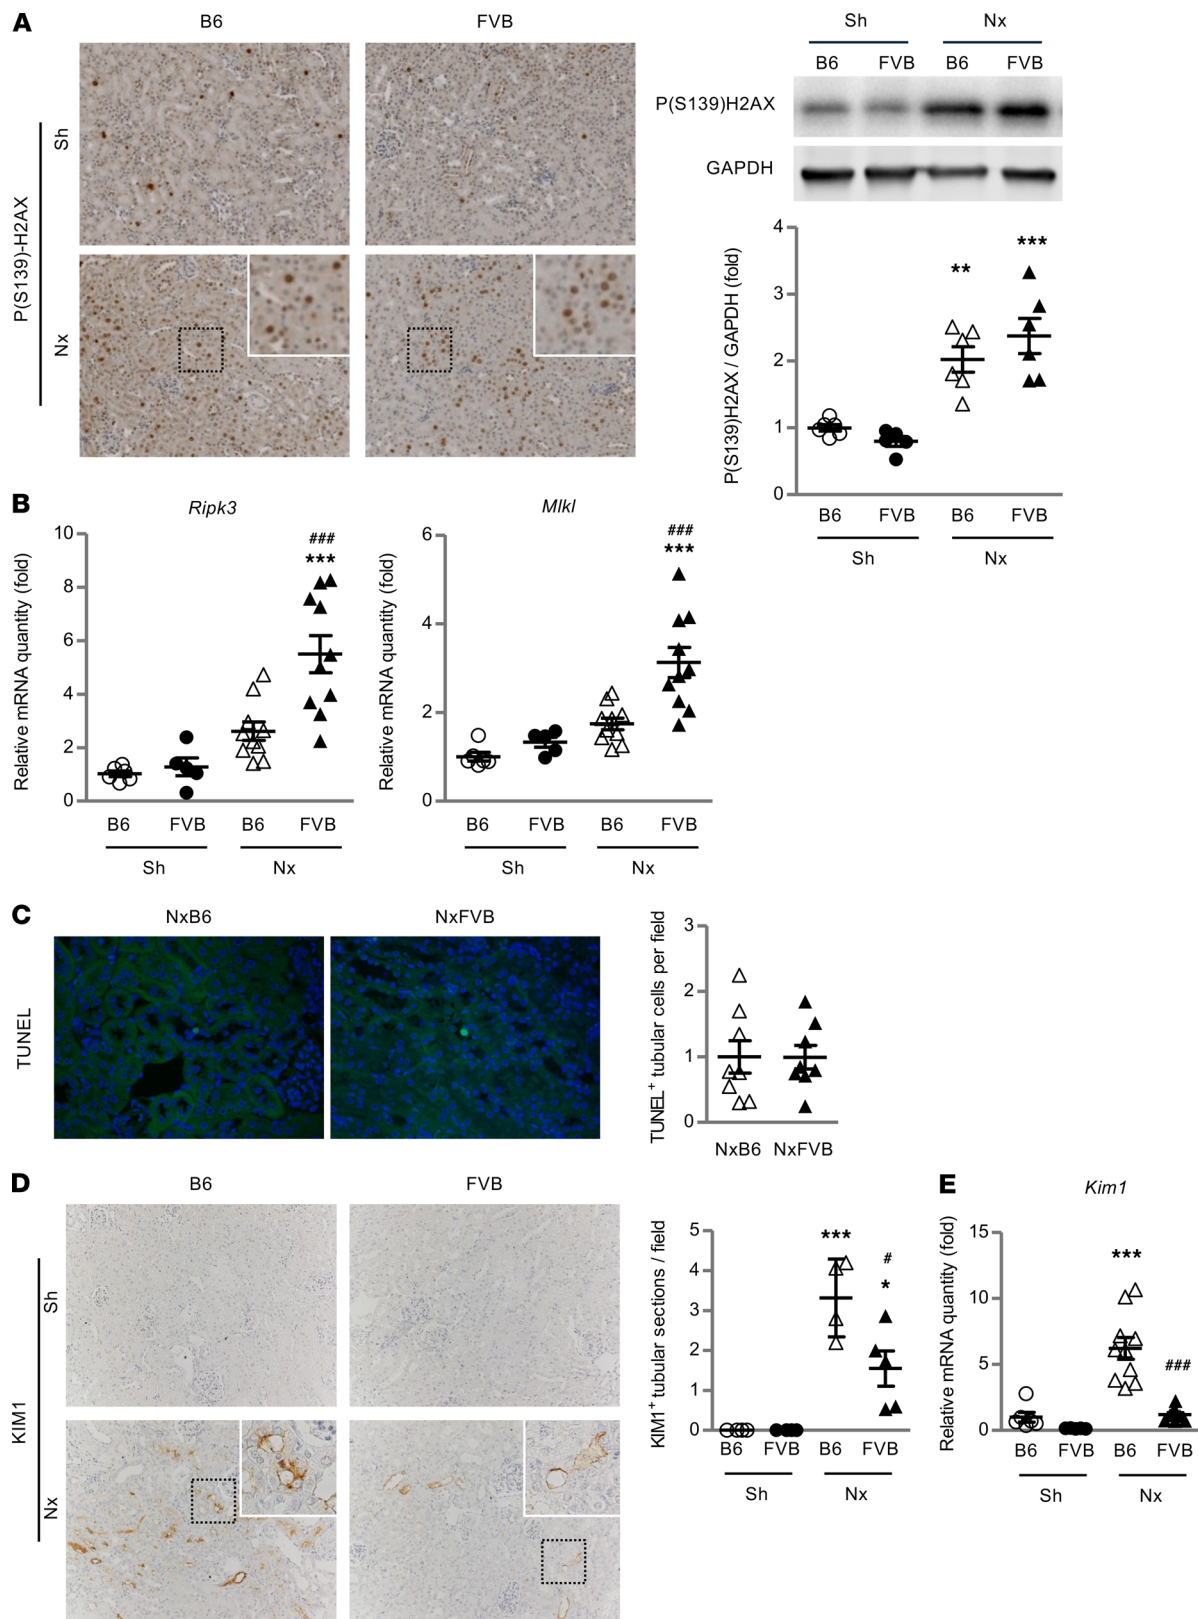 A
B6
FVB
Sh
Nx
P(S139)-H2AX
Sh
Nx
B6
FVB
B6
FVB
P(S139)H2AX
GAPDH
P(S139)H2AX / GAPDH (fold)
4
3
2
1
0
**
***
B6
FVB
B6
FVB
Sh
Nx
B
Ripk3
Relative mRNA quantity (fold)
10
8
6
4
2
0
###
***
B6
FVB
B6
FVB
Sh
Nx
Mlkl
Relative mRNA quantity (fold)
6
4
2
0
###
***
B6
FVB
B6
FVB
Sh
Nx
C
NxB6
NxFVB
TUNEL
TUNEL+ tubular cells per field
3
2
1
0
NxB6
NxFVB
D
B6
FVB
Sh
Nx
KIM1
KIM1+ tubular sections / field
5
4
3
2
1
0
***
#
*
B6
FVB
B6
FVB
Sh
Nx
E
Kim1
Relative mRNA quantity (fold)
15
10
5
0
***
###
B6
FVB
B6
FVB
Sh
Nx